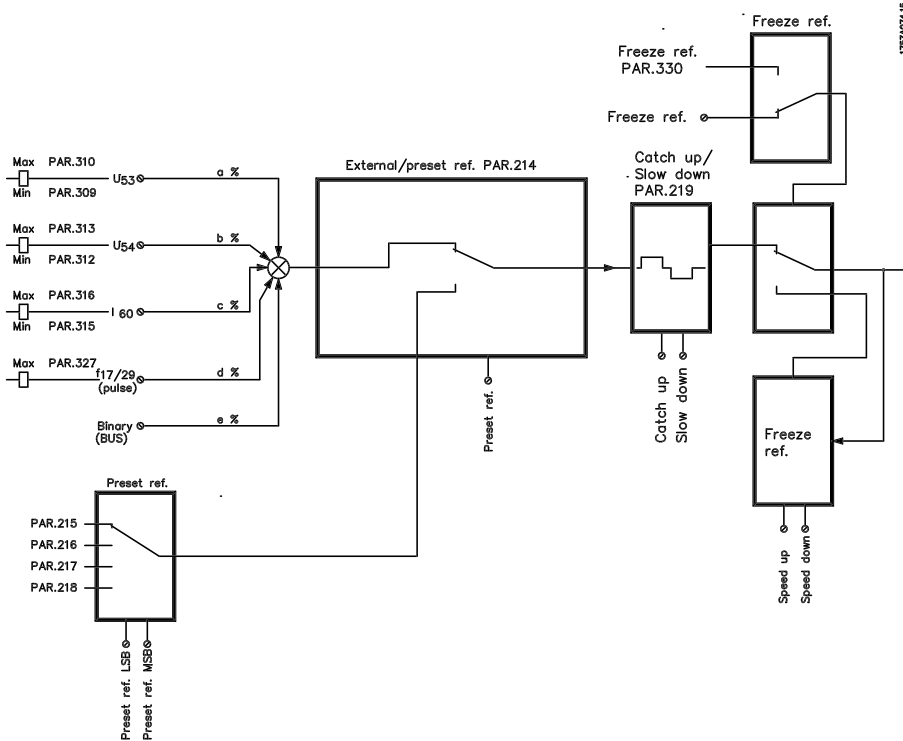 Freeze ref.
Freeze ref.
PAR.330
Freeze ref.
Max PAR.310
U53
a %
Min PAR.309
Max PAR.313
U54
b %
Min PAR.312
Max PAR.316
I 60
c %
Min PAR.315
Max PAR.327
f17/29
(pulse)
d %
Binary
(BUS)
e %
External/preset ref. PAR.214
Preset ref.
Catch up/
Slow down
PAR.219
Catch up
Slow down
Freeze
ref.
Speed up
Speed down
Preset ref.
PAR.215
PAR.216
PAR.217
PAR.218
Preset ref. LSB
Preset ref. MSB